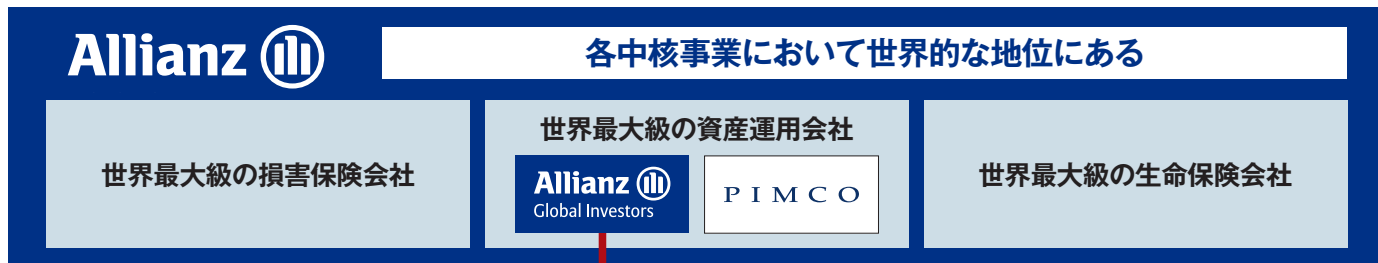 Allianz
各中核事業において世界的な地位にある
世界最大級の損害保険会社
世界最大級の資産運用会社
Allianz
Global Investors
PIMCO
世界最大級の生命保険会社